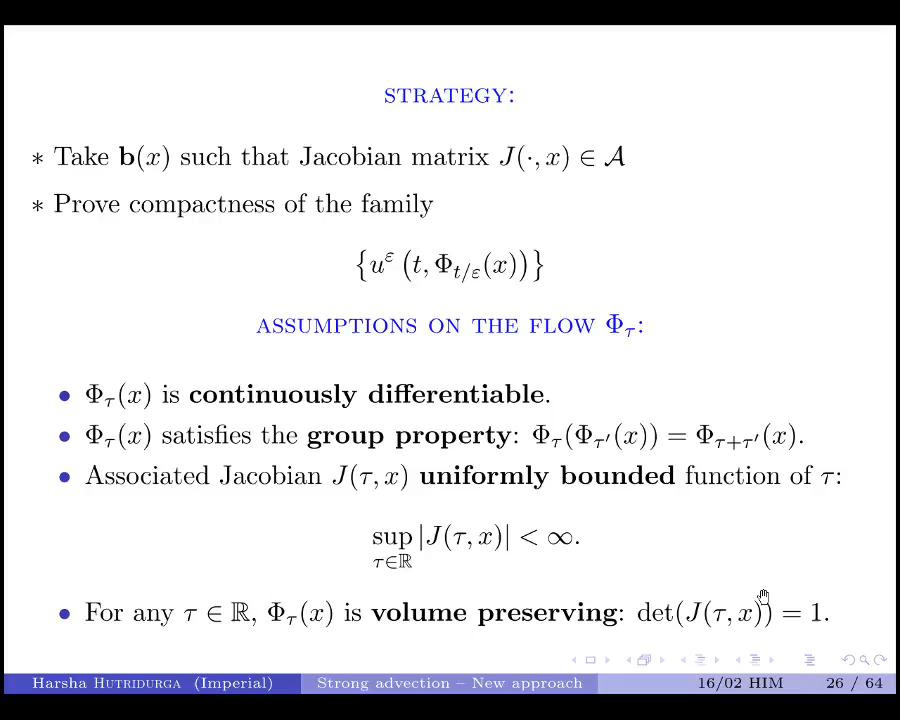 STRATEGY:
∗ Take b(x) such that Jacobian matrix J(·, x) ∈ 𝒜
∗ Prove compactness of the family
{u^ε (t, Φ_{t/ε}(x))}
ASSUMPTIONS ON THE FLOW Φ_τ:
• Φ_τ(x) is continuously differentiable.
• Φ_τ(x) satisfies the group property: Φ_τ(Φ_{τ′}(x)) = Φ_{τ+τ′}(x).
• Associated Jacobian J(τ, x) uniformly bounded function of τ:
sup_{τ∈ℝ} |J(τ, x)| < ∞.
• For any τ ∈ ℝ, Φ_τ(x) is volume preserving: det(J(τ, x)) = 1.
Harsha HUTRIDURGA (Imperial) Strong advection – New approach 16/02 HIM 26 / 64